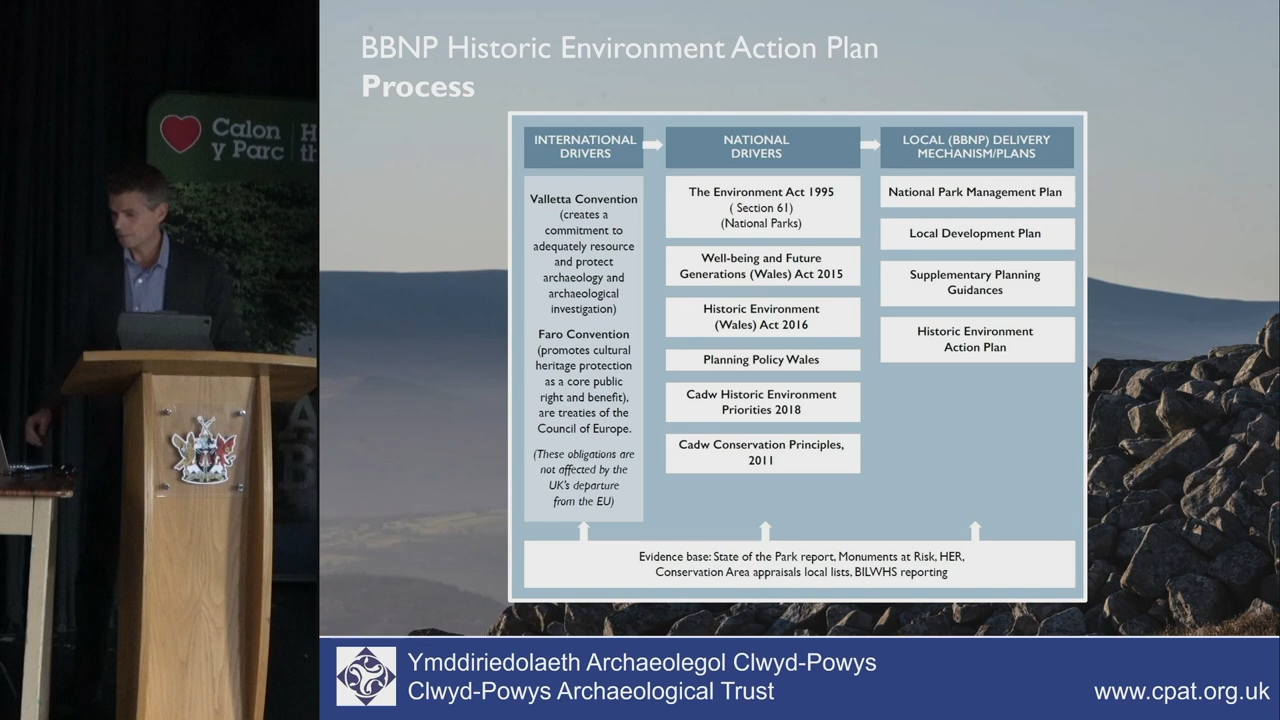 Calon
y Parc
BBNP Historic Environment Action Plan
Process
INTERNATIONAL
DRIVERS
Valletta Convention
(creates a
commitment to
adequately resource
and protect
archaeology and
archaeological
investigation)
Faro Convention
(promotes cultural
heritage protection
as a core public
right and benefit),
are treaties of the
Council of Europe.
(These obligations are
not affected by the
UK's departure
from the EU)
NATIONAL
DRIVERS
The Environment Act 1995
( Section 61)
(National Parks)
Well-being and Future
Generations (Wales) Act 2015
Historic Environment
(Wales) Act 2016
Planning Policy Wales
Cadw Historic Environment
Priorities 2018
Cadw Conservation Principles,
2011
LOCAL (BBNP) DELIVERY
MECHANISM/PLANS
National Park Management Plan
Local Development Plan
Supplementary Planning
Guidances
Historic Environment
Action Plan
Evidence base: State of the Park report, Monuments at Risk, HER,
Conservation Area appraisals local lists, BILWHS reporting
Ymddiriedolaeth Archaeolegol Clwyd-Powys
Clwyd-Powys Archaeological Trust
www.cpat.org.uk